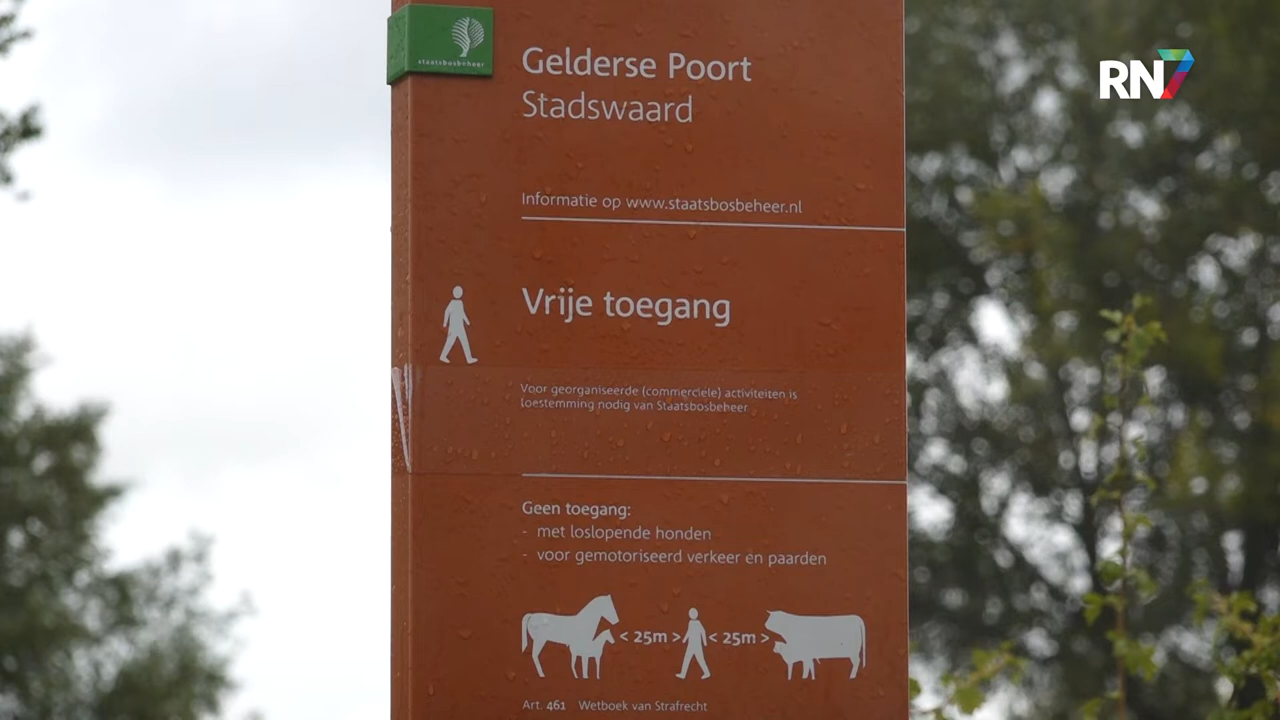 staatsbosbeheer
RN7
Gelderse Poort
Stadswaard
Informatie op www.staatsbosbeheer.nl
Vrije toegang
Voor georganiseerde (commerciele) activiteiten is
toestemming nodig van Staatsbosbeheer
Geen toegang:
- met loslopende honden
- voor gemotoriseerd verkeer en paarden
< 25m > < 25m >
Art. 461 Wetboek van Strafrecht